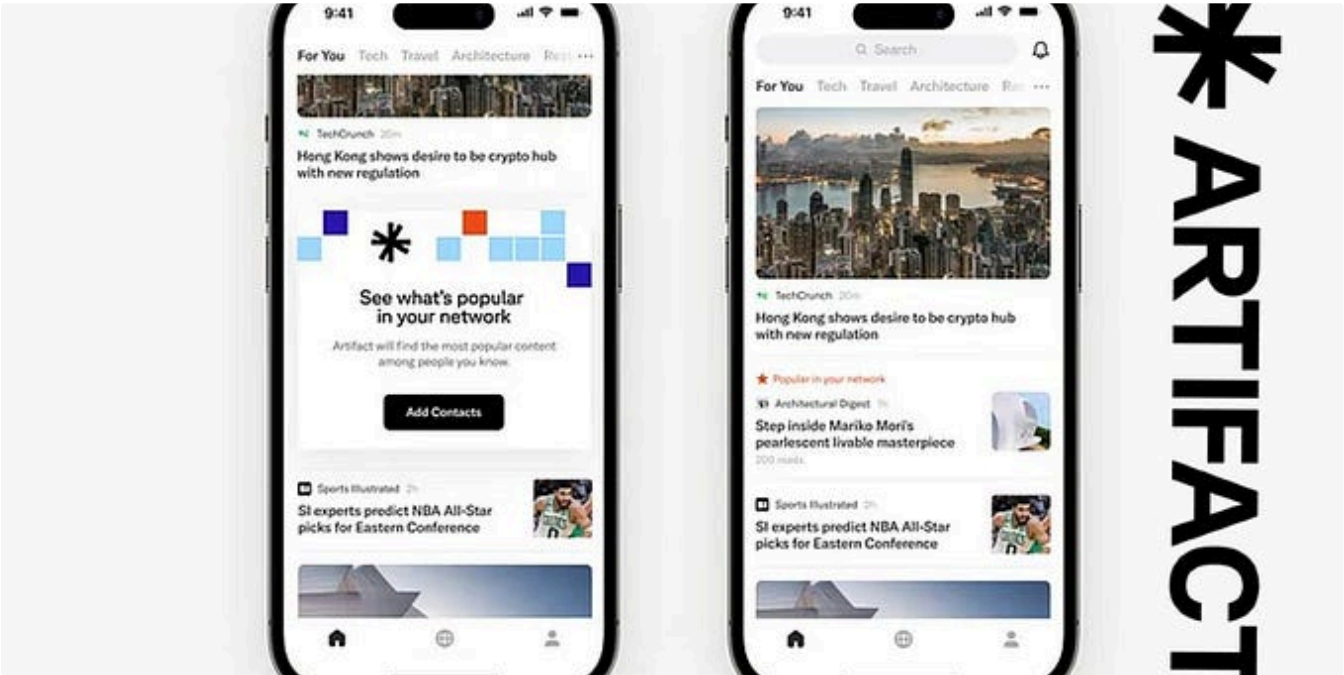 9:41
For You Tech Travel Architecture
TechCrunch 20m
Hong Kong shows desire to be crypto hub
with new regulation
See what's popular
in your network
Artifact will find the most popular content
among people you know.
Add Contacts
Sports Illustrated 2h
SI experts predict NBA All-Star
picks for Eastern Conference
9:41
Search
For You Tech Travel Architecture
TechCrunch 20m
Hong Kong shows desire to be crypto hub
with new regulation
Popular in your network
Architectural Digest
Step inside Mariko Mori's
pearlescent livable masterpiece
200 reads
Sports Illustrated 2h
SI experts predict NBA All-Star
picks for Eastern Conference
ARTIFACT